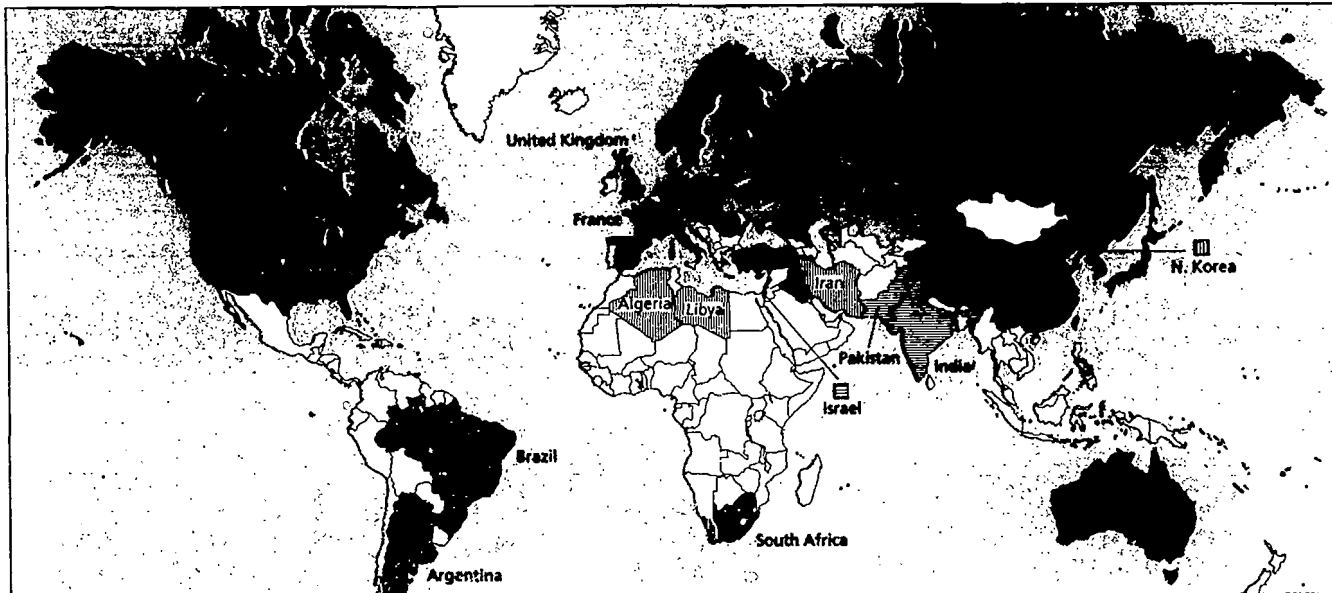 United Kingdom
France
N. Korea
Iran
Algeria
Libya
Pakistan
India
Israel
Brazil
South Africa
Argentina